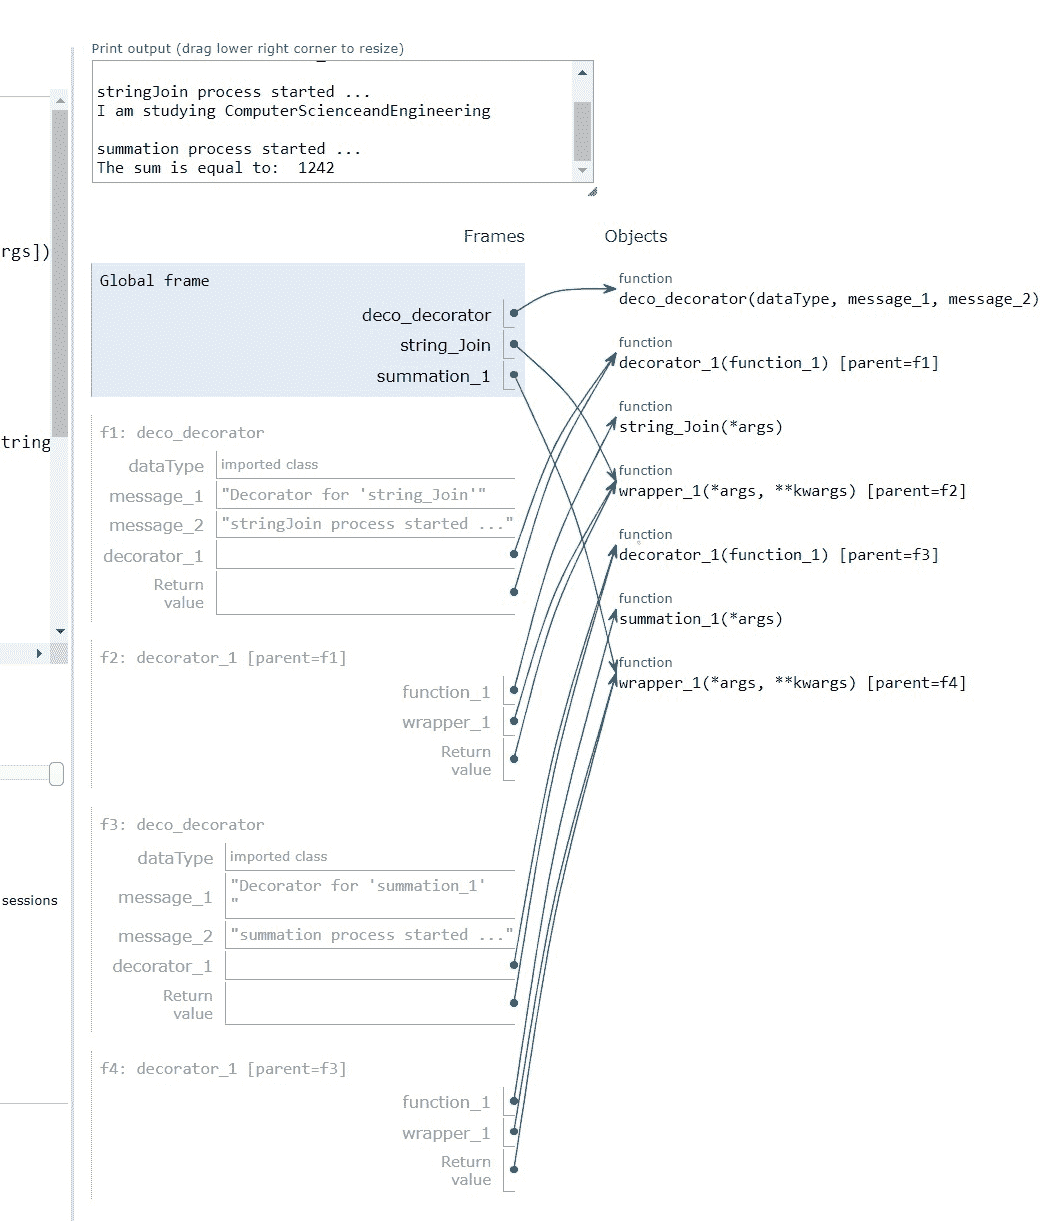 Print output (drag lower right corner to resize)
stringJoin process started ...
I am studying ComputerScienceandEngineering
summation process started ...
The sum is equal to:  1242
rgs])
tring
sessions
Frames
Objects
Global frame
deco_decorator
string_Join
summation_1
f1: deco_decorator
dataType imported class
message_1 "Decorator for 'string_Join'"
message_2 "stringJoin process started ..."
decorator_1
Return
value
f2: decorator_1 [parent=f1]
function_1
wrapper_1
Return
value
f3: deco_decorator
dataType imported class
message_1 "Decorator for 'summation_1'
"
message_2 "summation process started ..."
decorator_1
Return
value
f4: decorator_1 [parent=f3]
function_1
wrapper_1
Return
value
function
deco_decorator(dataType, message_1, message_2)
function
decorator_1(function_1) [parent=f1]
function
string_Join(*args)
function
wrapper_1(*args, **kwargs) [parent=f2]
function
decorator_1(function_1) [parent=f3]
function
summation_1(*args)
function
wrapper_1(*args, **kwargs) [parent=f4]